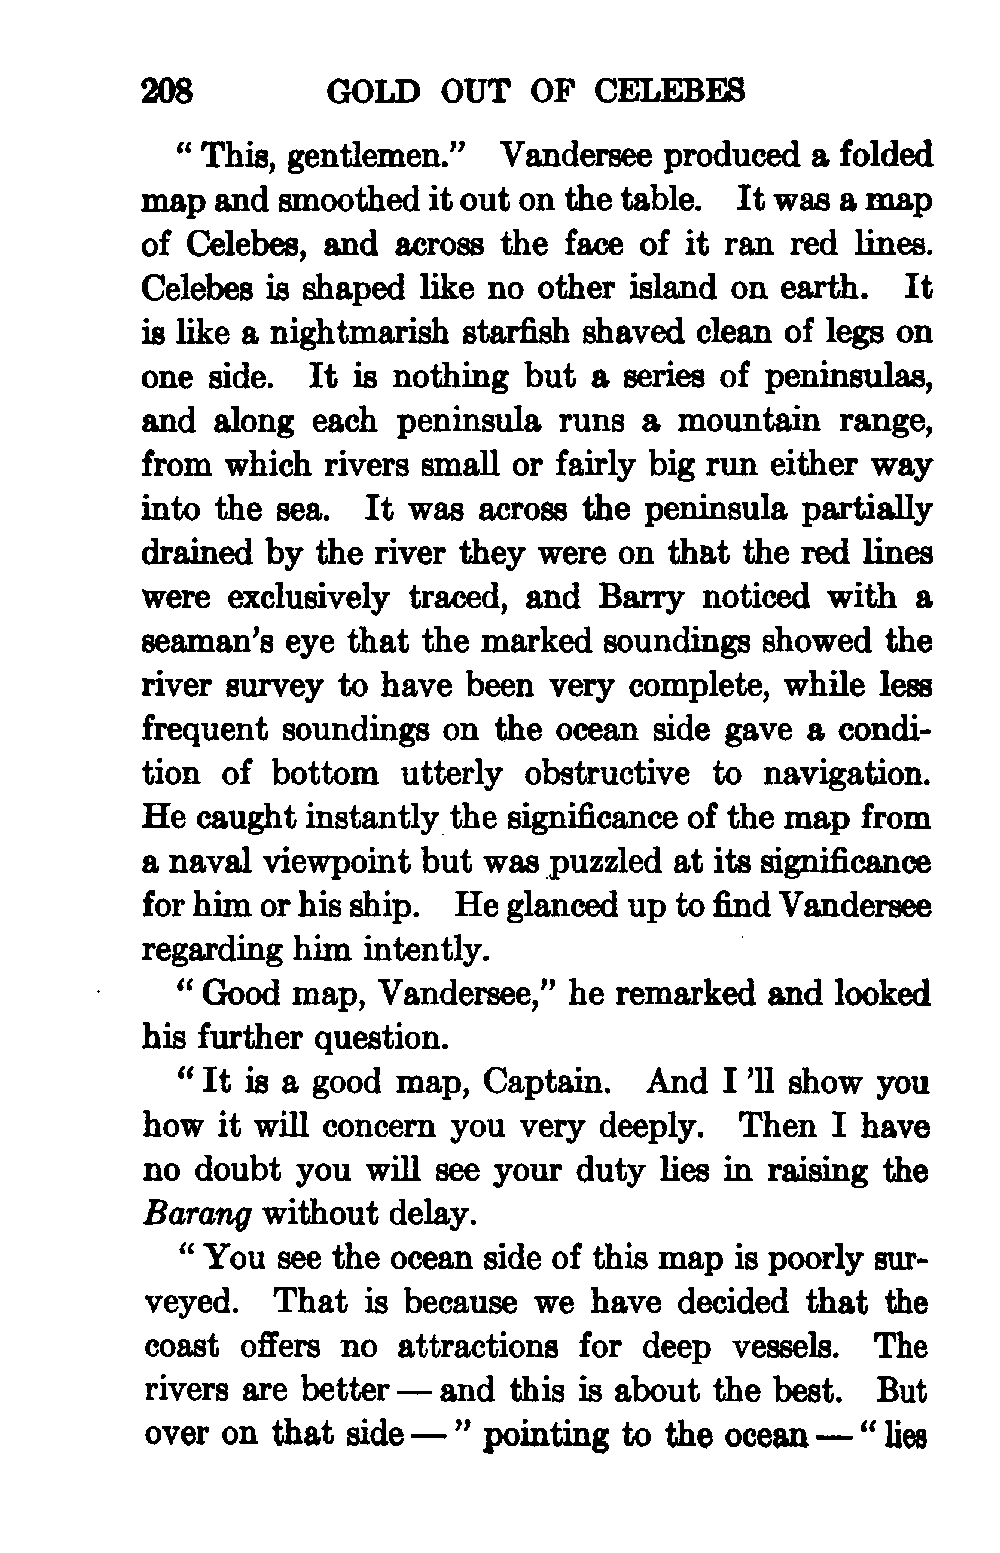 208 GOLD OUT OF CELEBES
“ This, gentlemen.” Vandersee produced a folded
map and smoothed it out on the table. It was a map
of Celebes, and across the face of it ran red lines.
Celebes is shaped like no other island on earth. It
is like a nightmarish starfish shaved clean of legs on
one side. It is nothing but a series of peninsulas,
and along each peninsula runs a mountain range,
from which rivers small or fairly big run either way
into the sea. It was across the peninsula partially
drained by the river they were on that the red lines
were exclusively traced, and Barry noticed with a
seaman’s eye that the marked soundings showed the
river survey to have been very complete, while less
frequent soundings on the ocean side gave a condi-
tion of bottom utterly obstructive to navigation.
He caught instantly the significance of the map from
a naval viewpoint but was puzzled at its significance
for him or his ship. He glanced up to find Vandersee
regarding him intently.
“ Good map, Vandersee,” he remarked and looked
his further question.
“ It is a good map, Captain. And I ’ll show you
how it will concern you very deeply. Then I have
no doubt you will see your duty lies in raising the
Barang without delay.
“ You see the ocean side of this map is poorly sur-
veyed. That is because we have decided that the
coast offers no attractions for deep vessels. The
rivers are better — and this is about the best. But
over on that side — ” pointing to the ocean — “ lies